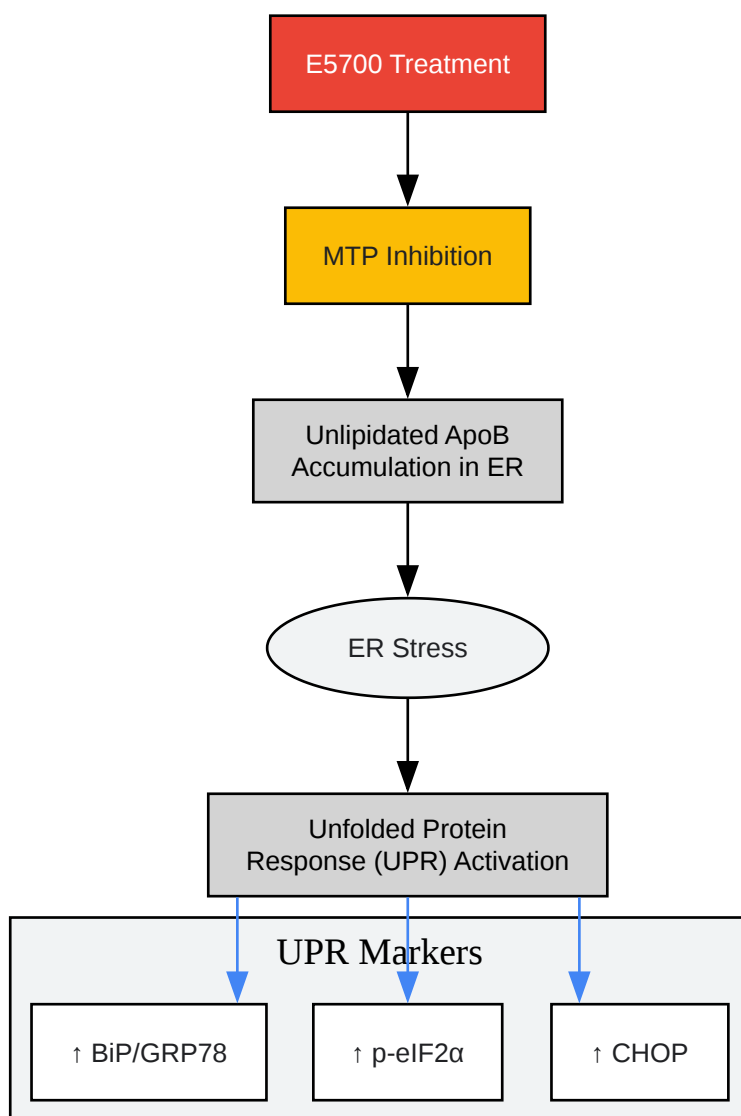 E5700 Treatment
MTP Inhibition
Unlipidated ApoB
Accumulation in ER
ER Stress
Unfolded Protein
Response (UPR) Activation
UPR Markers
↑ BiP/GRP78
↑ p-eIF2α
↑ CHOP